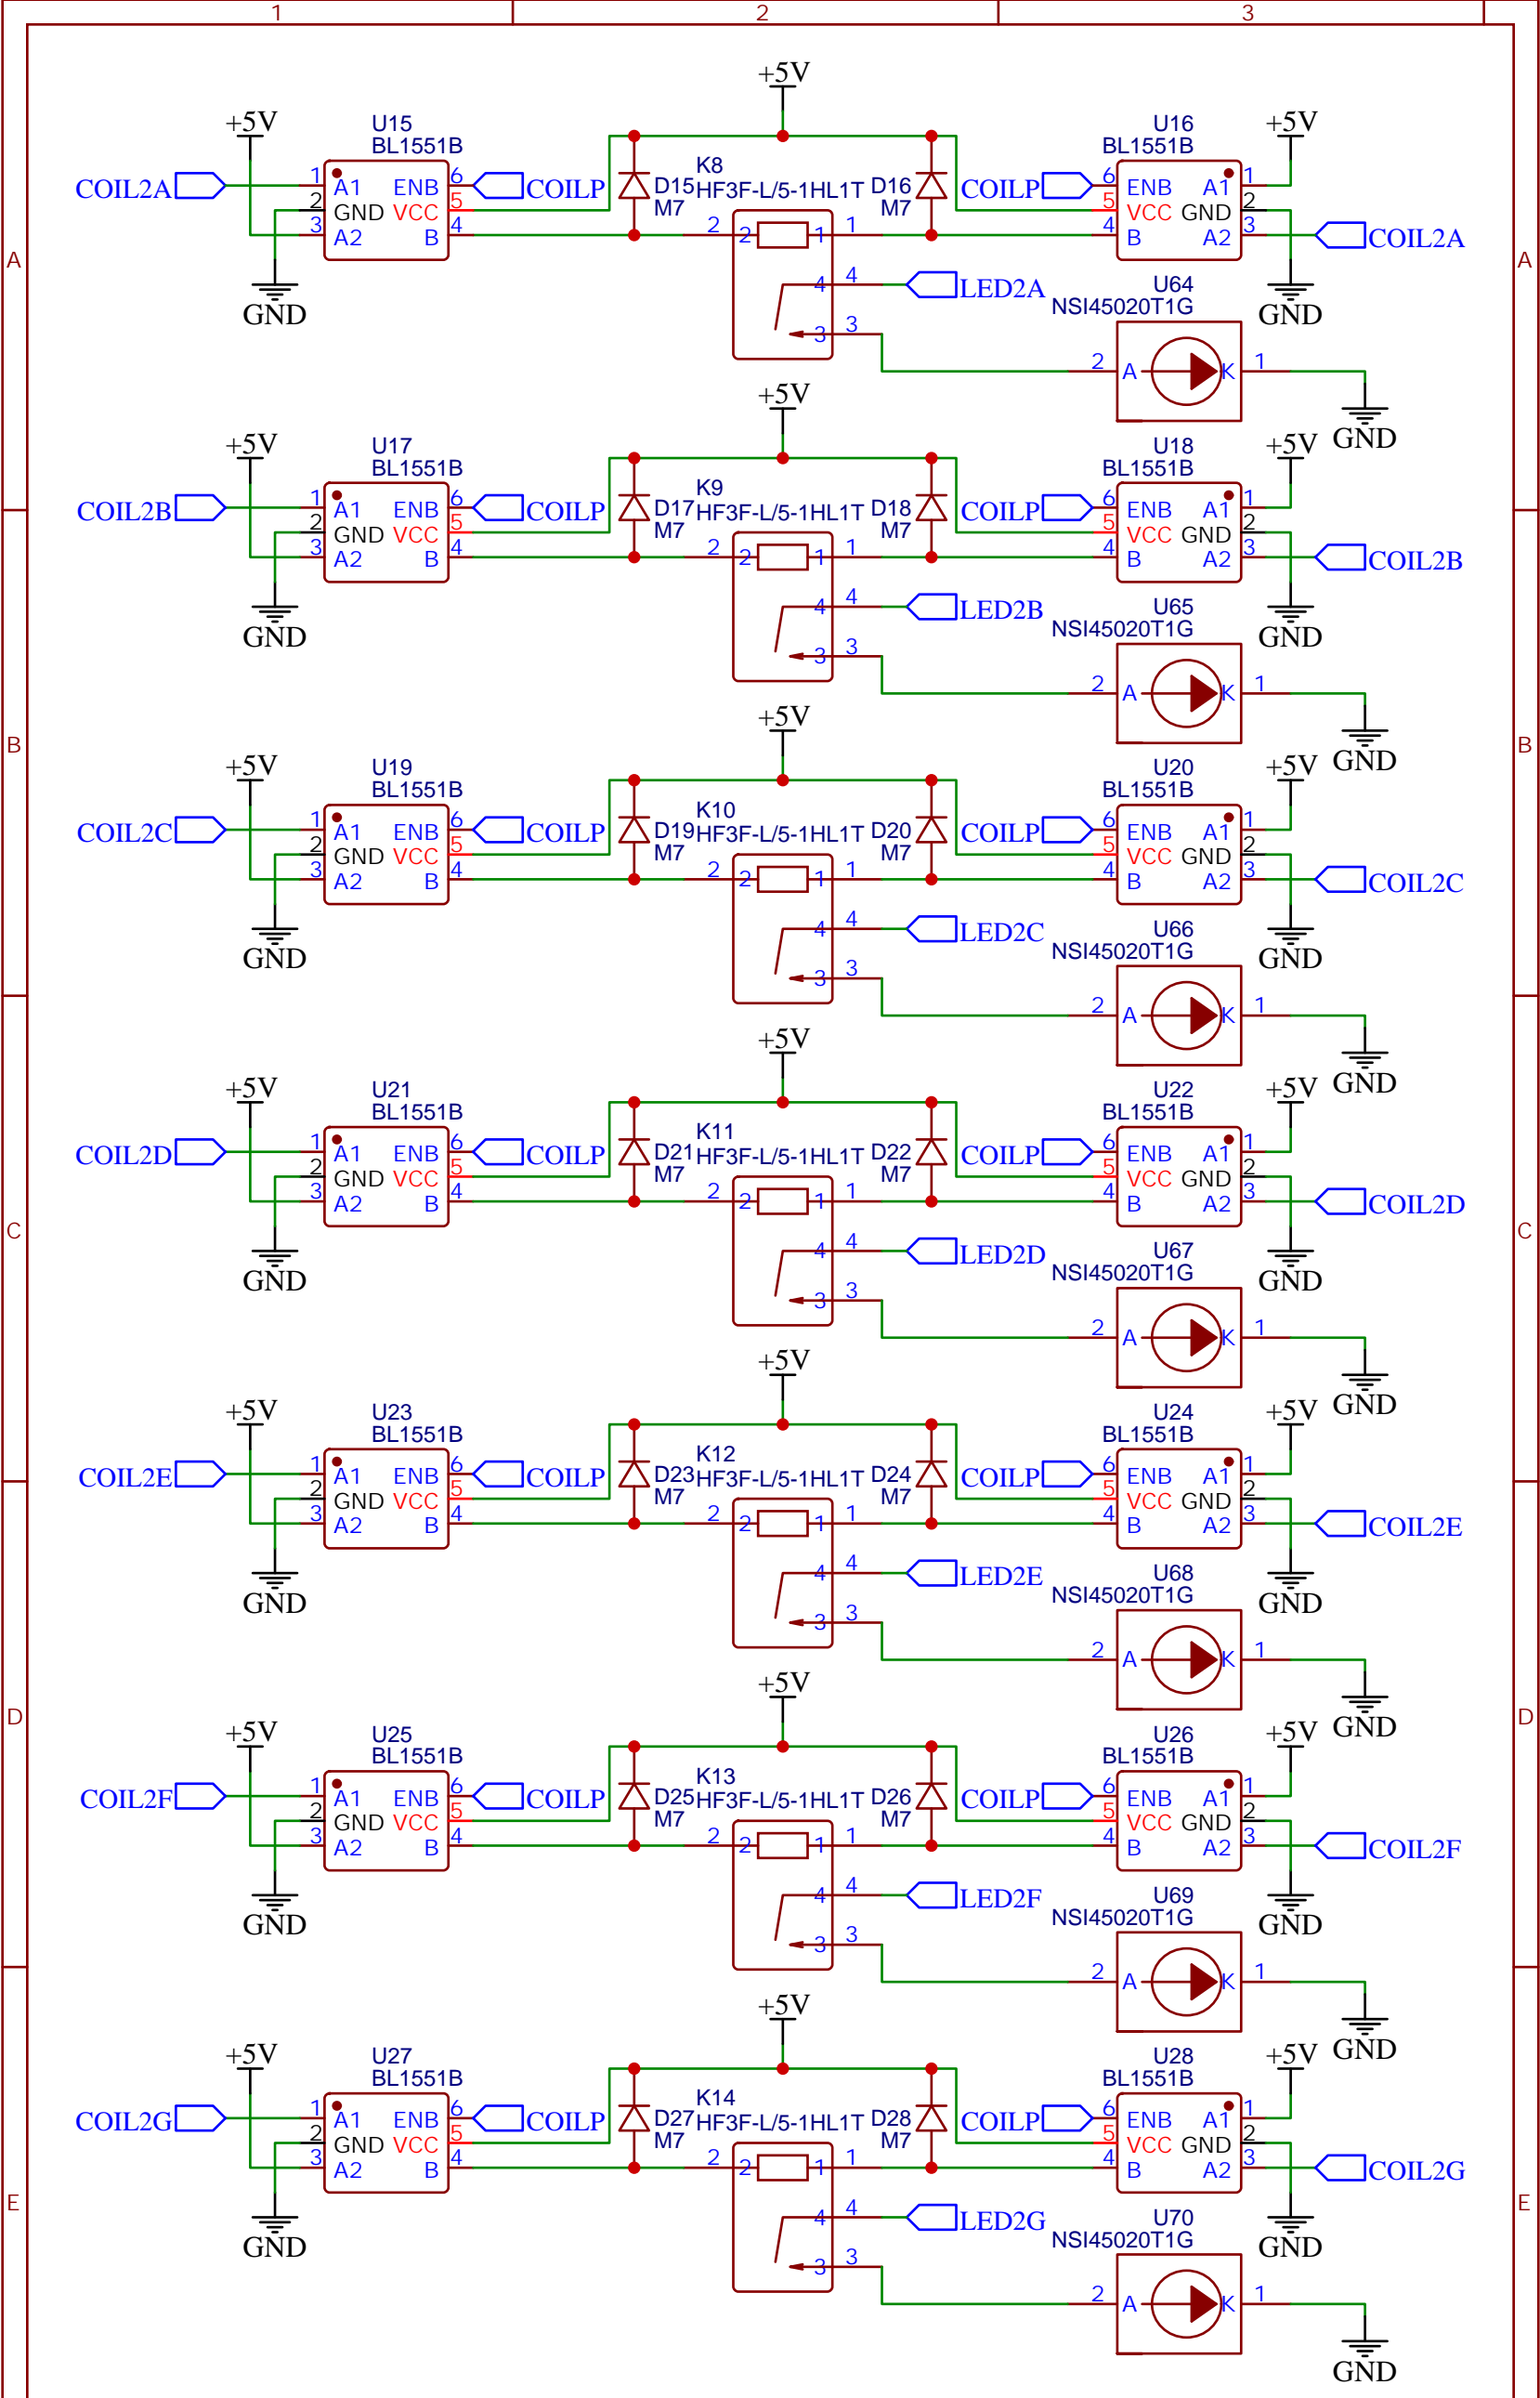 1 2 3
+5V
+5V U15 U16 +5V
BL1551B BL1551B
COIL2A 1 A1 ENB 6 COILP D15 K8 D16 COILP 6 ENB A1 1
M7 HF3F-L/5-1HL1T M7
2 GND VCC 5 5 VCC GND 2
3 A2 B 4 2 2 1 1 4 B A2 3 COIL2A
A A
4 4 LED2A U64
GND NSI45020T1G GND
3 3
2 A K 1
+5V GND
+5V U17 U18 +5V
BL1551B BL1551B
COIL2B 1 A1 ENB 6 COILP D17 K9 D18 COILP 6 ENB A1 1
M7 HF3F-L/5-1HL1T M7
2 GND VCC 5 5 VCC GND 2
3 A2 B 4 2 2 1 1 4 B A2 3 COIL2B
4 4 LED2B U65
GND NSI45020T1G GND
3 3
2 A K 1
+5V
B B
GND
+5V U19 U20 +5V
BL1551B BL1551B
COIL2C 1 A1 ENB 6 COILP D19 K10 D20 COILP 6 ENB A1 1
M7 HF3F-L/5-1HL1T M7
2 GND VCC 5 5 VCC GND 2
3 A2 B 4 2 2 1 1 4 B A2 3 COIL2C
4 4 LED2C U66
GND NSI45020T1G GND
3 3
2 A K 1
+5V GND
+5V U21 U22 +5V
BL1551B BL1551B
COIL2D 1 A1 ENB 6 COILP D21 K11 D22 COILP 6 ENB A1 1
M7 HF3F-L/5-1HL1T M7
2 GND VCC 5 5 VCC GND 2
3 A2 B 4 2 2 1 1 4 B A2 3 COIL2D
C C
4 4 LED2D U67
GND NSI45020T1G GND
3 3
2 A K 1
+5V GND
+5V U23 U24 +5V
BL1551B BL1551B
COIL2E 1 A1 ENB 6 COILP D23 K12 D24 COILP 6 ENB A1 1
M7 HF3F-L/5-1HL1T M7
2 GND VCC 5 5 VCC GND 2
3 A2 B 4 2 2 1 1 4 B A2 3 COIL2E
4 4 LED2E U68
GND NSI45020T1G GND
3 3
2 A K 1
+5V
D D
GND
+5V U25 U26 +5V
BL1551B BL1551B
COIL2F 1 A1 ENB 6 COILP D25 K13 D26 COILP 6 ENB A1 1
M7 HF3F-L/5-1HL1T M7
2 GND VCC 5 5 VCC GND 2
3 A2 B 4 2 2 1 1 4 B A2 3 COIL2F
4 4 LED2F U69
GND NSI45020T1G GND
3 3
2 A K 1
+5V GND
+5V U27 U28 +5V
BL1551B BL1551B
COIL2G 1 A1 ENB 6 COILP D27 K14 D28 COILP 6 ENB A1 1
M7 HF3F-L/5-1HL1T M7
2 GND VCC 5 5 VCC GND 2
3 A2 B 4 2 2 1 1 4 B A2 3 COIL2G
E E
4 4 LED2G U70
GND NSI45020T1G GND
3 3
2 A K 1
GND